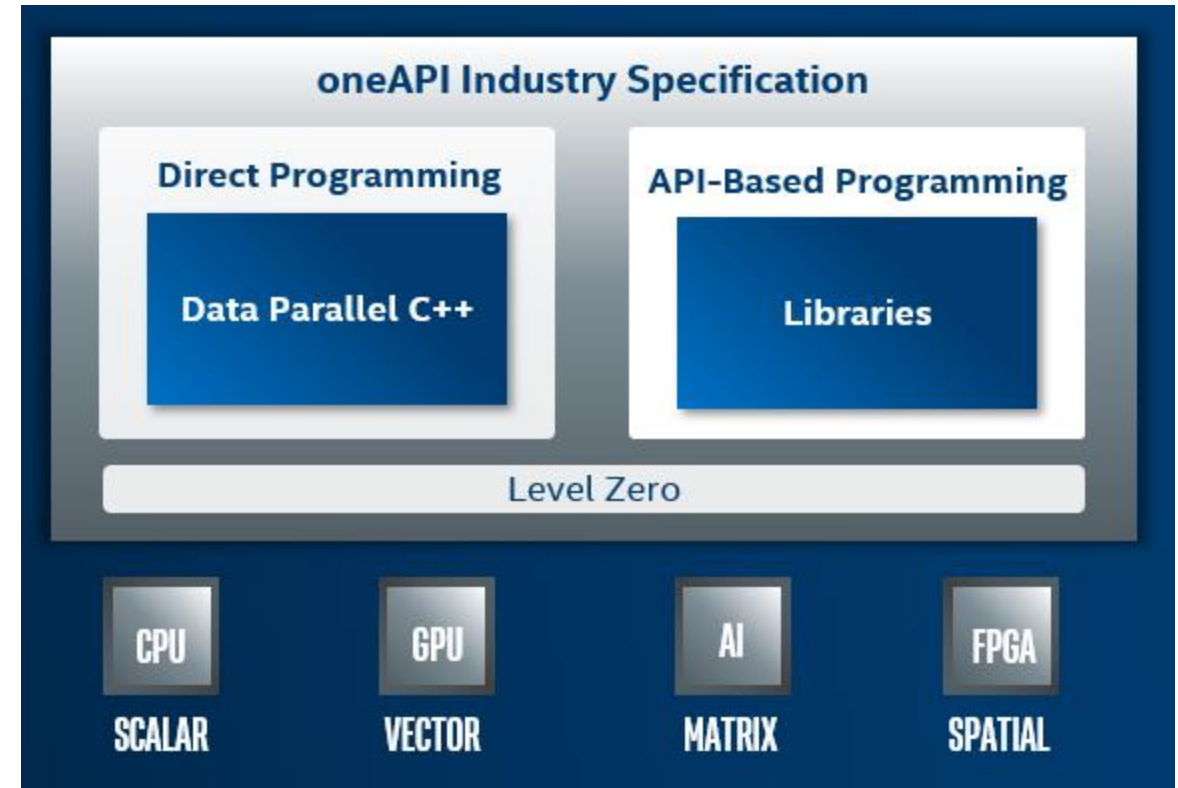 oneAPI Industry Specification
Direct Programming
API-Based Programming
Data Parallel C++
Libraries
Level Zero
CPU
GPU
AI
FPGA
SCALAR
VECTOR
MATRIX
SPATIAL